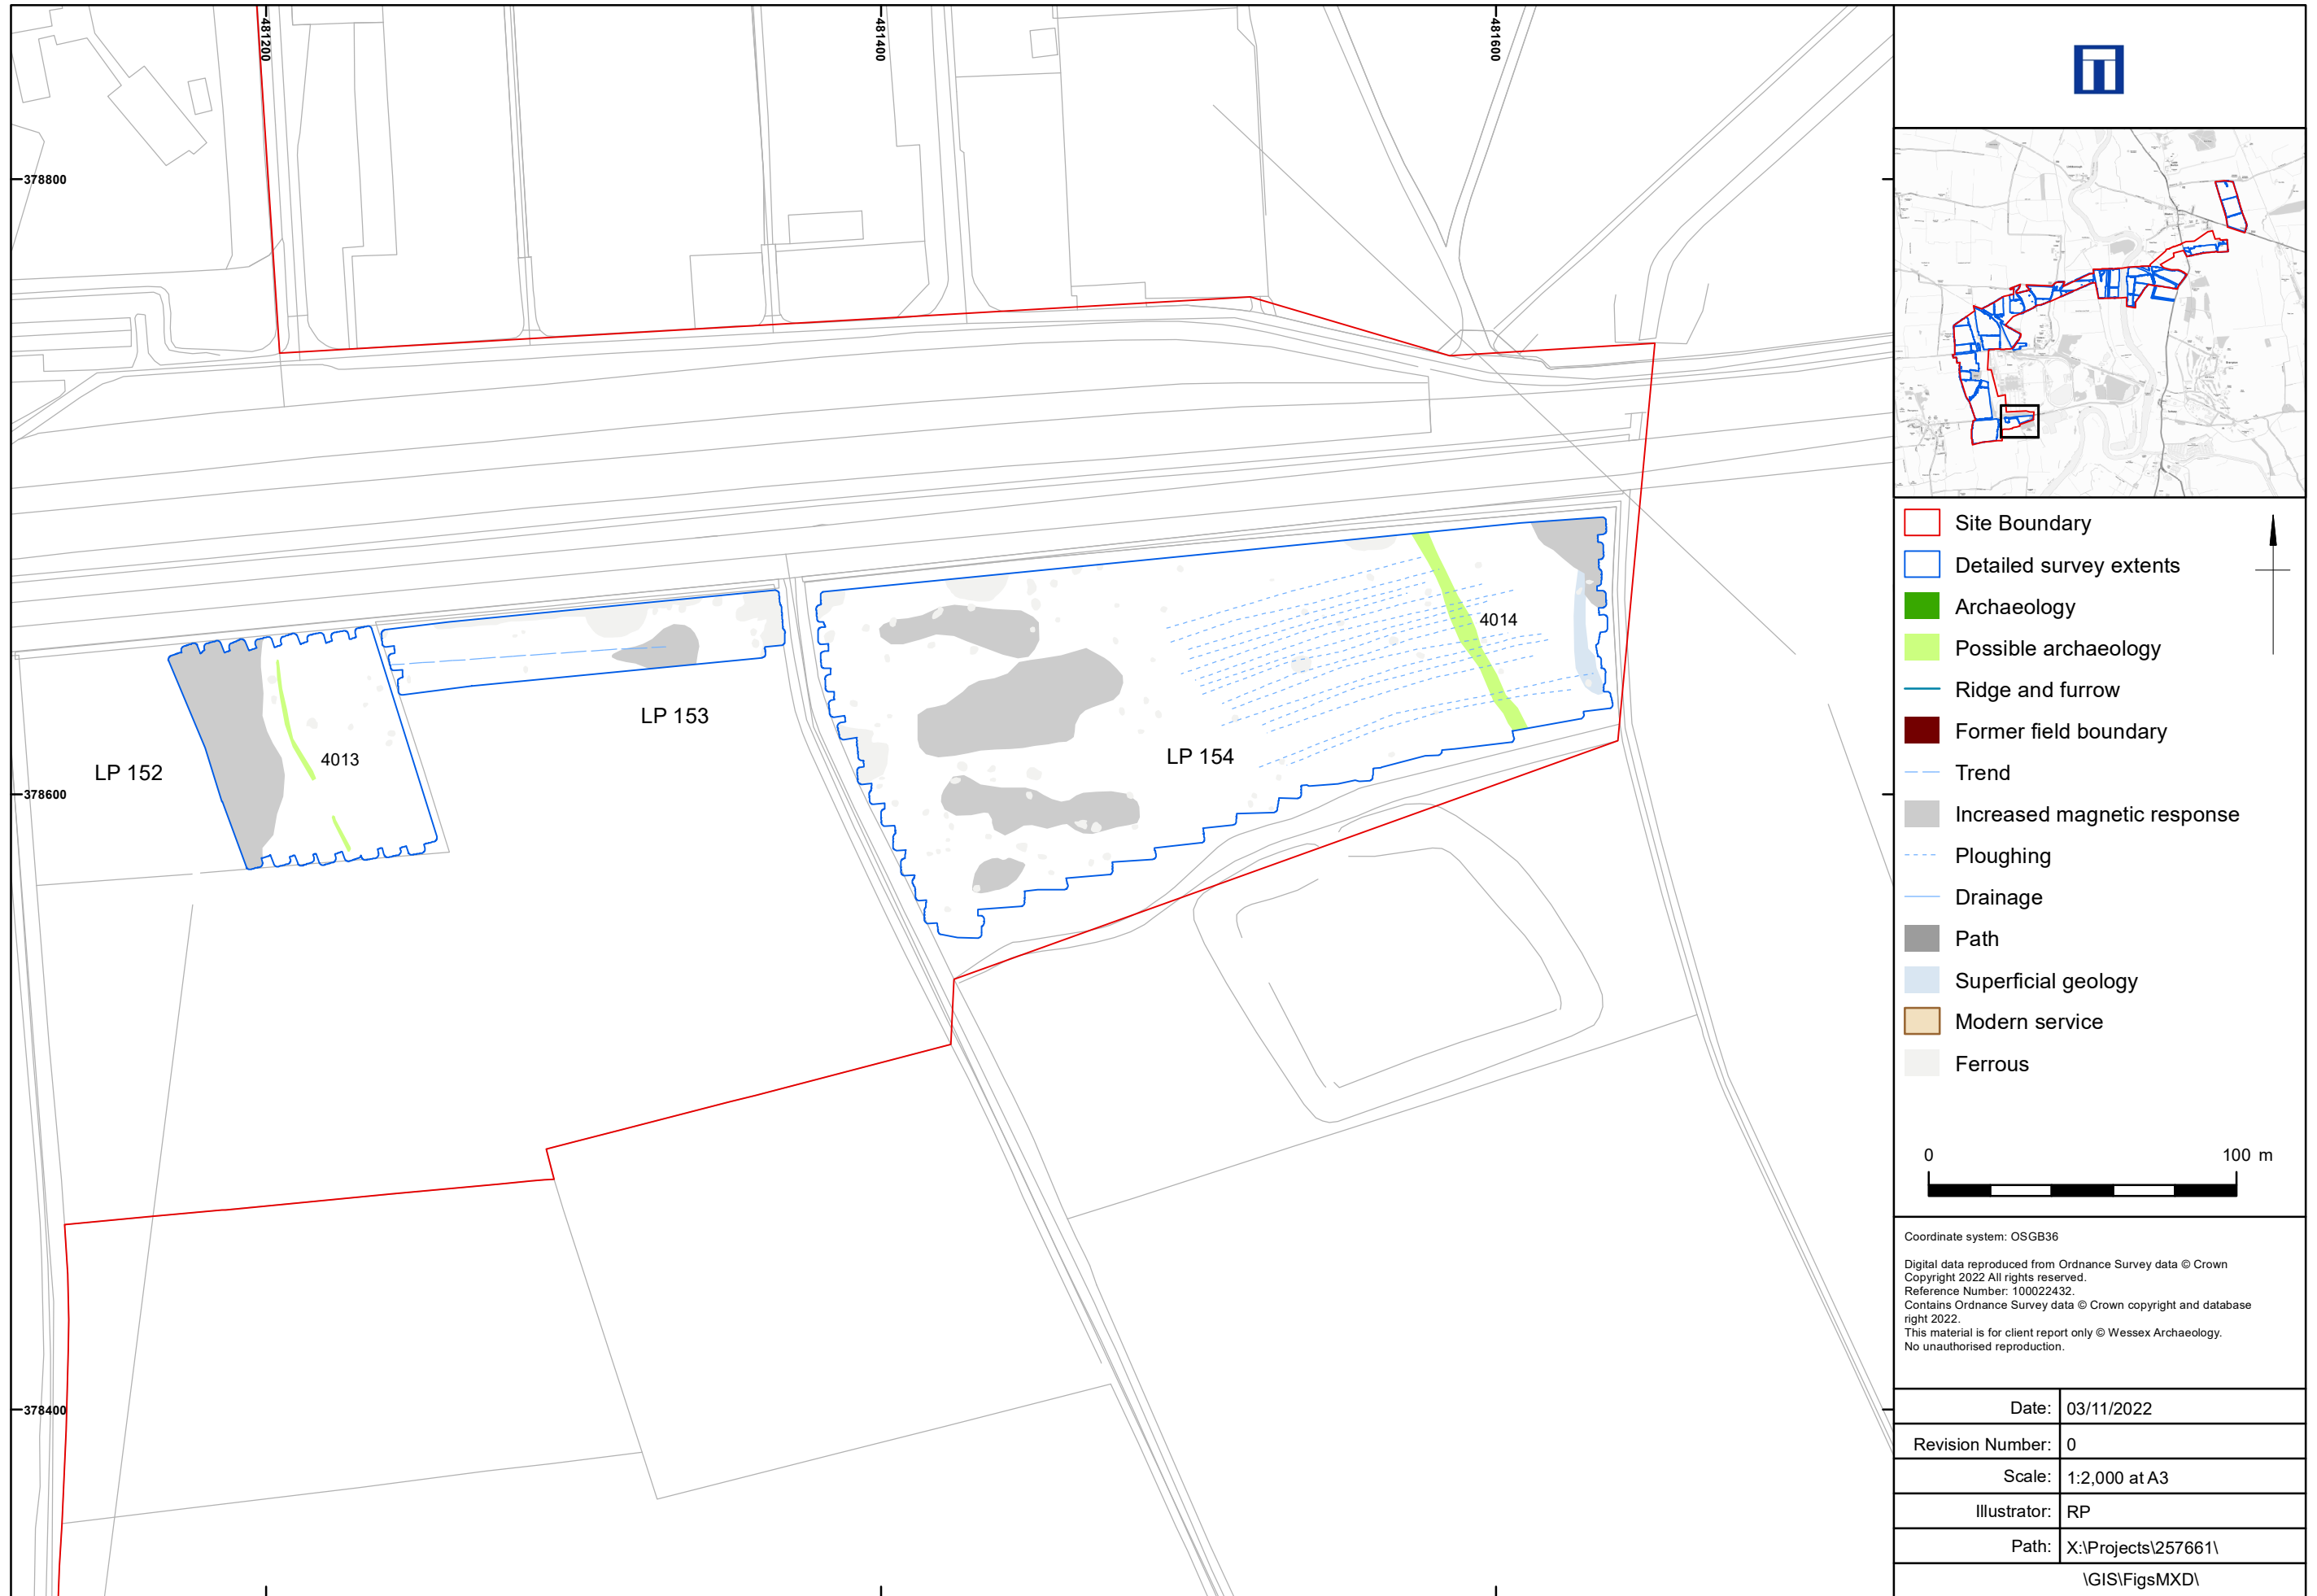 481200
481400
481600
378800
378600
378400
LP 152
4013
LP 153
LP 154
4014
Site Boundary
Detailed survey extents
Archaeology
Possible archaeology
Ridge and furrow
Former field boundary
Trend
Increased magnetic response
Ploughing
Drainage
Path
Superficial geology
Modern service
Ferrous
0 100 m
Coordinate system: OSGB36
Digital data reproduced from Ordnance Survey data © Crown
Copyright 2022 All rights reserved.
Reference Number: 100022432.
Contains Ordnance Survey data © Crown copyright and database
right 2022.
This material is for client report only © Wessex Archaeology.
No unauthorised reproduction.
Date: 03/11/2022
Revision Number: 0
Scale: 1:2,000 at A3
Illustrator: RP
Path: X:\Projects\257661\
\GIS\FigsMXD\